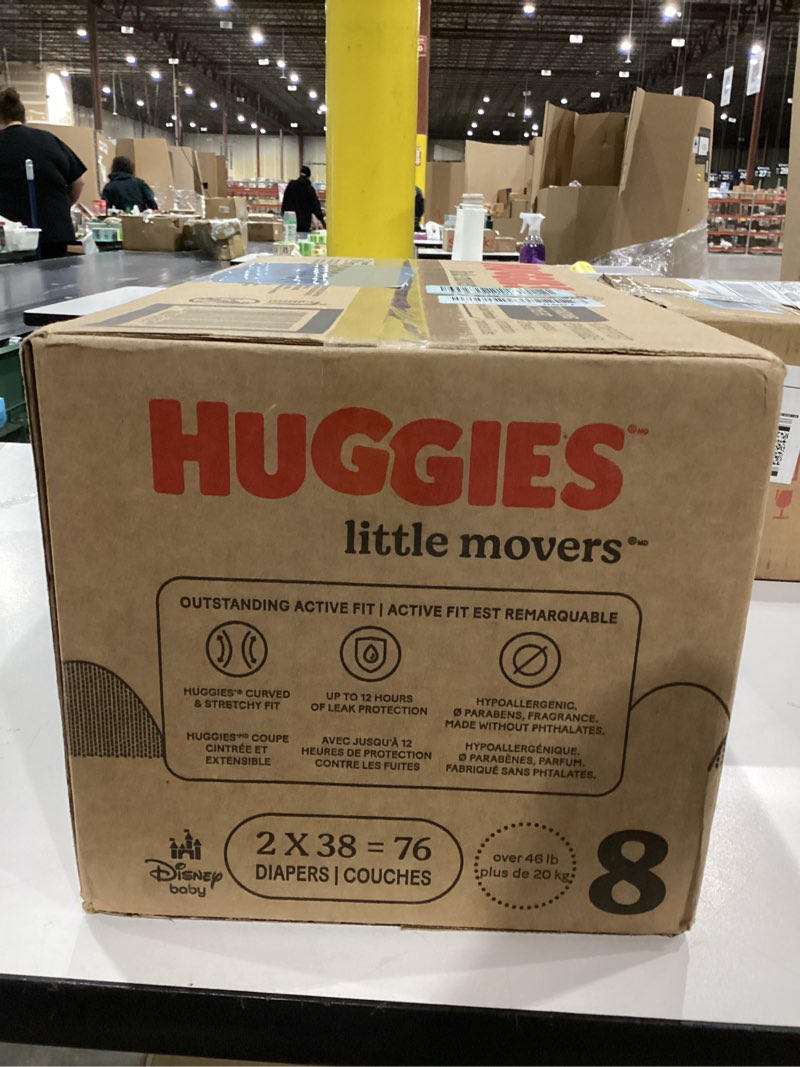 HUGGIES ®MD
little movers ®MD
OUTSTANDING ACTIVE FIT | ACTIVE FIT EST REMARQUABLE
HUGGIES CURVED
& STRETCHY FIT
HUGGIES COUPE
CINTRÉE ET
EXTENSIBLE
UP TO 12 HOURS
OF LEAK PROTECTION
AVEC JUSQU'À 12
HEURES DE PROTECTION
CONTRE LES FUITES
HYPOALLERGENIC,
Ø PARABENS, FRAGRANCE.
MADE WITHOUT PHTHALATES.
HYPOALLERGÉNIQUE.
Ø PARABÈNES, PARFUM.
FABRIQUÉ SANS PHTALATES.
Disney
baby
2 X 38 = 76
DIAPERS | COUCHES
over 46 lb
plus de 20 kg
8